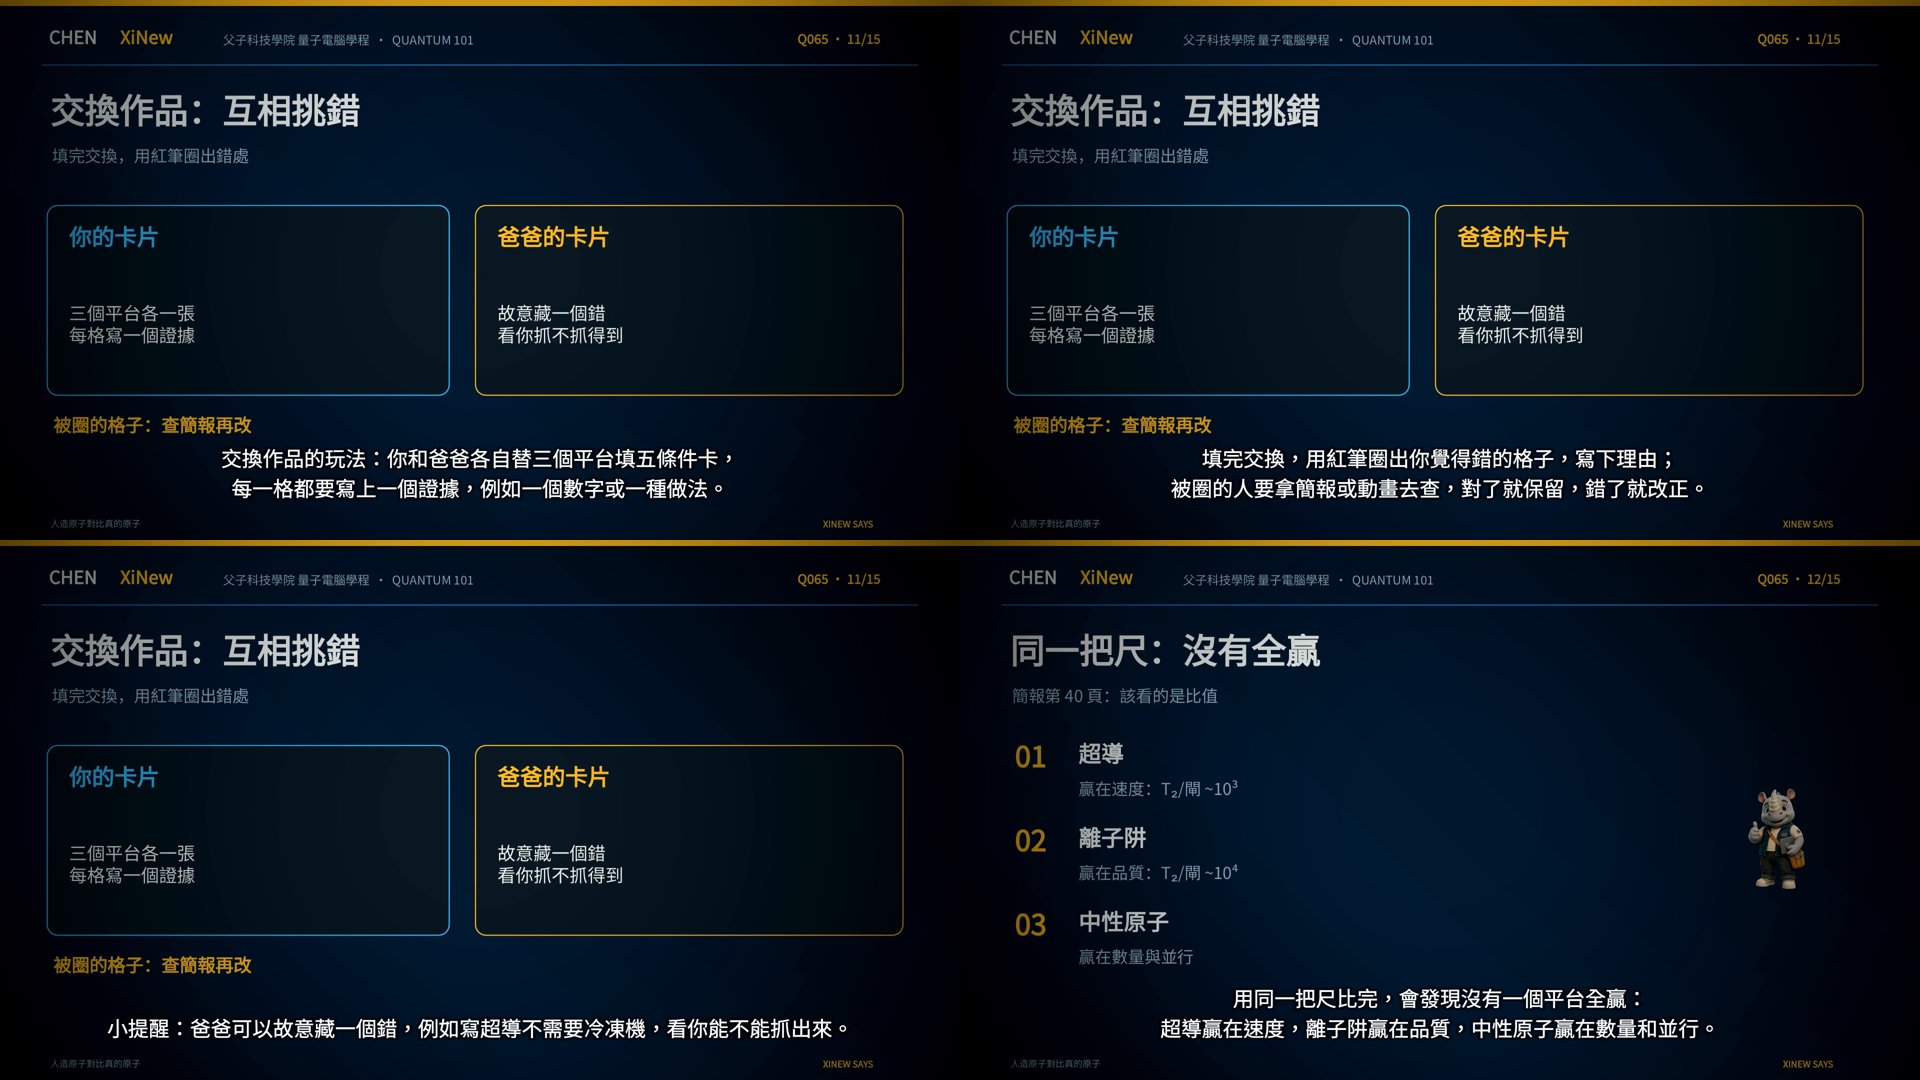 CHEN XiNew 父子科技學院 量子電腦學程 · QUANTUM 101 Q065 · 11/15
交換作品：互相挑錯
填完交換，用紅筆圈出錯處
你的卡片
三個平台各一張
每格寫一個證據
爸爸的卡片
故意藏一個錯
看你抓不抓得到
被圈的格子：查簡報再改
交換作品的玩法：你和爸爸各自替三個平台填五條件卡，
每一格都要寫上一個證據，例如一個數字或一種做法。
人造原子對比真的原子 XINEW SAYS
CHEN XiNew 父子科技學院 量子電腦學程 · QUANTUM 101 Q065 · 11/15
交換作品：互相挑錯
填完交換，用紅筆圈出錯處
你的卡片
三個平台各一張
每格寫一個證據
爸爸的卡片
故意藏一個錯
看你抓不抓得到
被圈的格子：查簡報再改
填完交換，用紅筆圈出你覺得錯的格子，寫下理由；
被圈的人要拿簡報或動畫去查，對了就保留，錯了就改正。
人造原子對比真的原子 XINEW SAYS
CHEN XiNew 父子科技學院 量子電腦學程 · QUANTUM 101 Q065 · 11/15
交換作品：互相挑錯
填完交換，用紅筆圈出錯處
你的卡片
三個平台各一張
每格寫一個證據
爸爸的卡片
故意藏一個錯
看你抓不抓得到
被圈的格子：查簡報再改
小提醒：爸爸可以故意藏一個錯，例如寫超導不需要冷凍機，看你能不能抓出來。
人造原子對比真的原子 XINEW SAYS
CHEN XiNew 父子科技學院 量子電腦學程 · QUANTUM 101 Q065 · 12/15
同一把尺：沒有全贏
簡報第 40 頁：該看的是比值
01 超導
贏在速度：T₂/閘 ~10³
02 離子阱
贏在品質：T₂/閘 ~10⁴
03 中性原子
贏在數量與並行
用同一把尺比完，會發現沒有一個平台全贏：
超導贏在速度，離子阱贏在品質，中性原子贏在數量和並行。
人造原子對比真的原子 XINEW SAYS